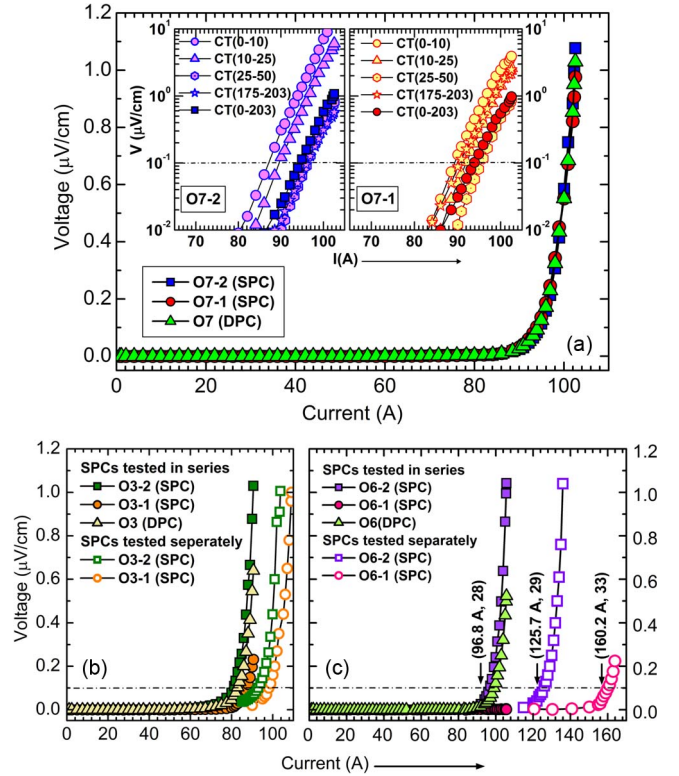 1.2
1.0
0.8
0.6
0.4
0.2
0.0
Voltage (µV/cm)
CT(0-10)
CT(10-25)
CT(25-50)
CT(175-203)
CT(0-203)
O7-2
V (µV/cm)
10¹
10⁰
10⁻¹
10⁻²
70 80 90 100
CT(0-10)
CT(10-25)
CT(25-50)
CT(175-203)
CT(0-203)
O7-1
10¹
10⁰
10⁻¹
10⁻²
70 80 90 100
I(A)
O7-2 (SPC)
O7-1 (SPC)
O7 (DPC)
(a)
0 20 40 60 80 100
Current (A)
1.2
1.0
0.8
0.6
0.4
0.2
0.0
Voltage (µV/cm)
SPCs tested in series
O3-2 (SPC)
O3-1 (SPC)
O3 (DPC)
SPCs tested seperately
O3-2 (SPC)
O3-1 (SPC)
(b)
0 20 40 60 80 100
SPCs tested in series
O6-2 (SPC)
O6-1 (SPC)
O6(DPC)
SPCs tested separately
O6-2 (SPC)
O6-1 (SPC)
(96.8 A, 28)
(125.7 A, 29)
(160.2 A, 33)
(c)
1.2
1.0
0.8
0.6
0.4
0.2
0.0
0 20 40 60 80 100 120 140 160
Current (A)